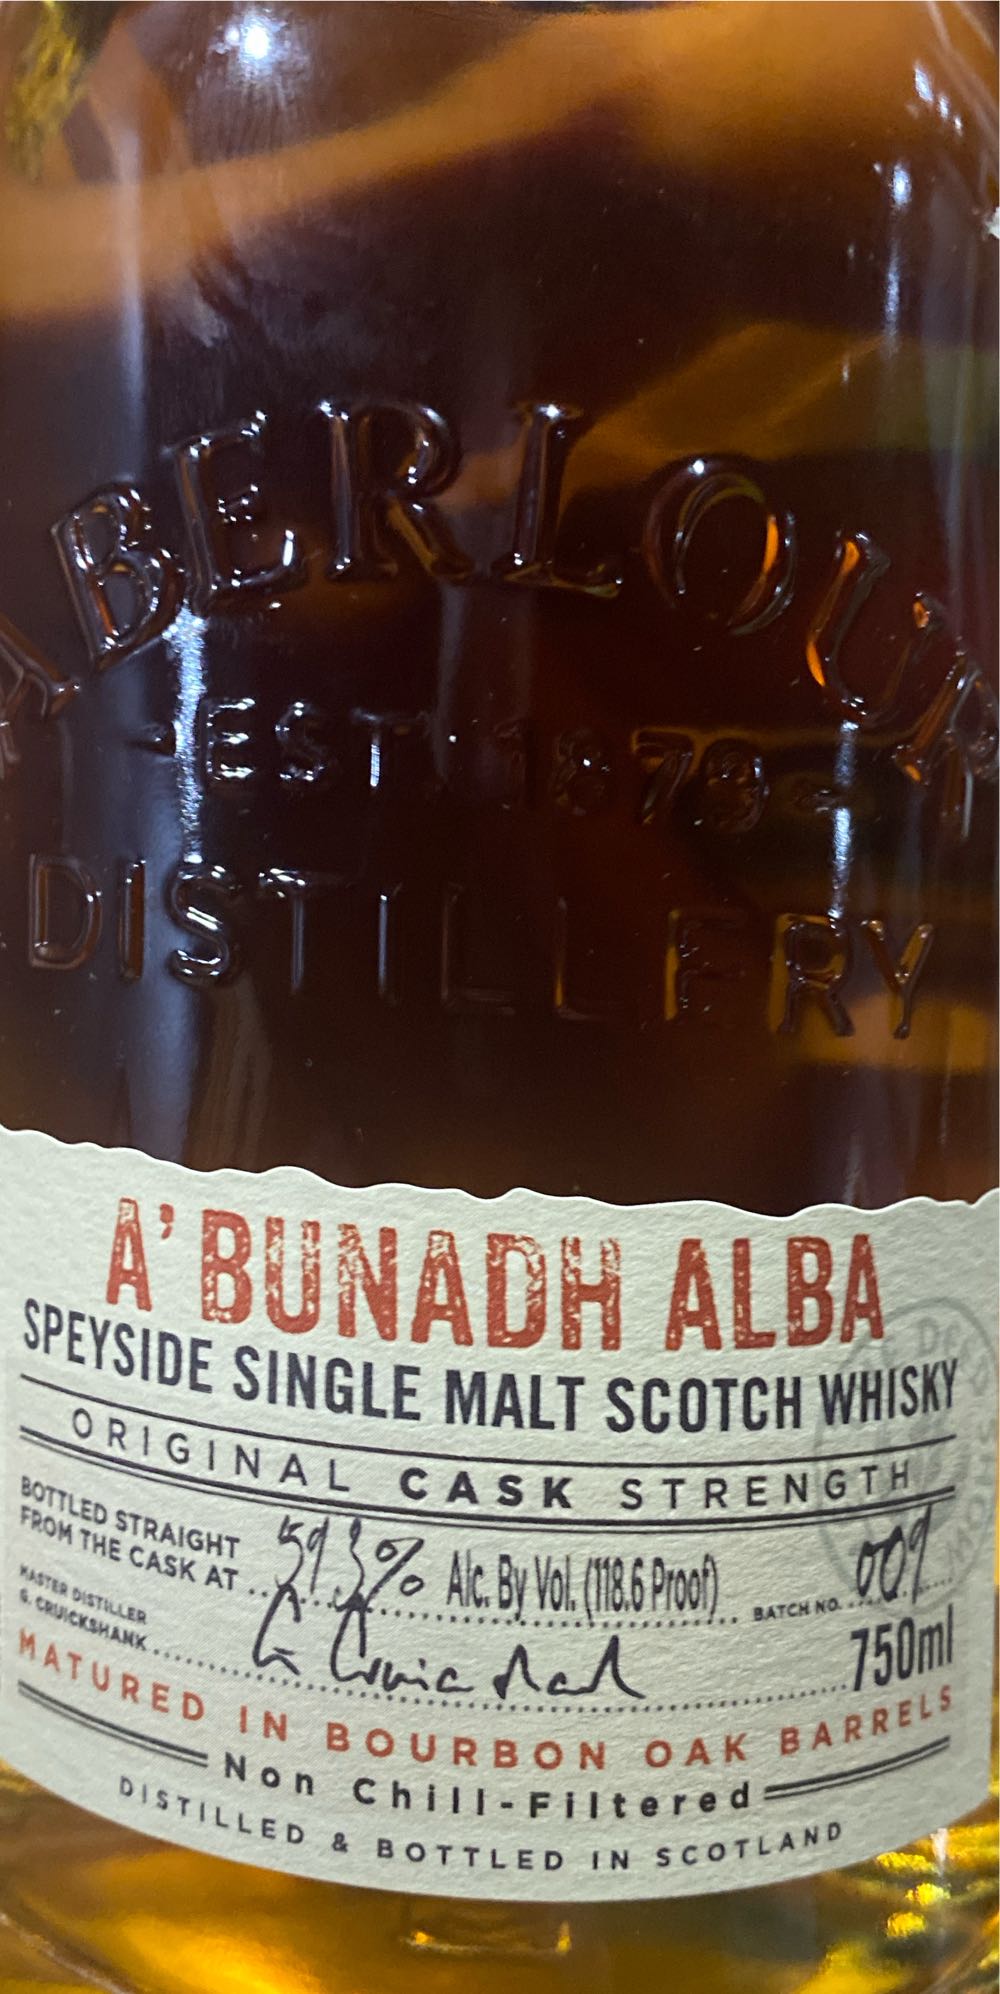 ABERLOUR
-EST 1879-
DISTILLERY
A'BUNADH ALBA
SPEYSIDE SINGLE MALT SCOTCH WHISKY
ORIGINAL CASK STRENGTH
BOTTLED STRAIGHT
FROM THE CASK AT .. 59.3% Alc. By Vol. (118.6 Proof) BATCH NO. 009
MASTER DISTILLER
G. CRUICKSHANK
750ml
MATURED IN BOURBON OAK BARRELS
Non Chill-Filtered
DISTILLED & BOTTLED IN SCOTLAND